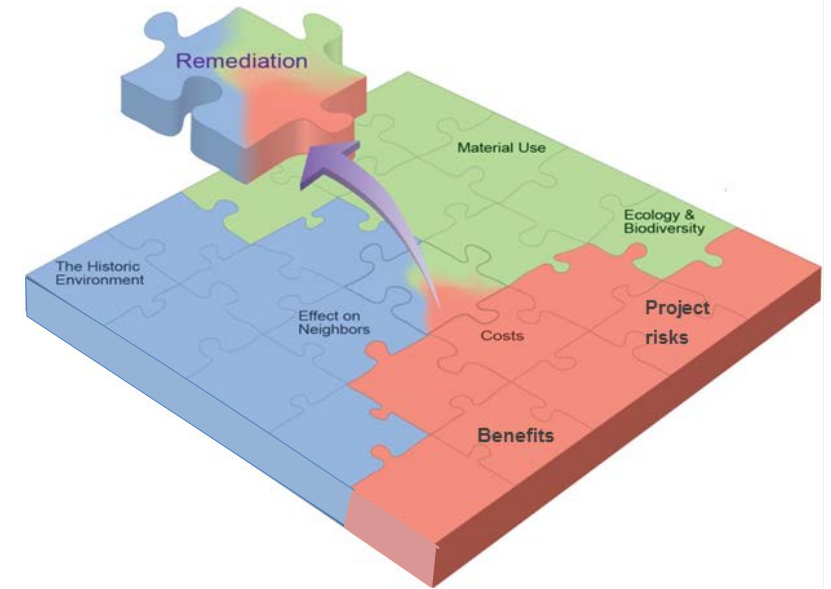 Remediation
Material Use
Ecology &
Biodiversity
The Historic
Environment
Effect on
Neighbors
Project
risks
Costs
Benefits